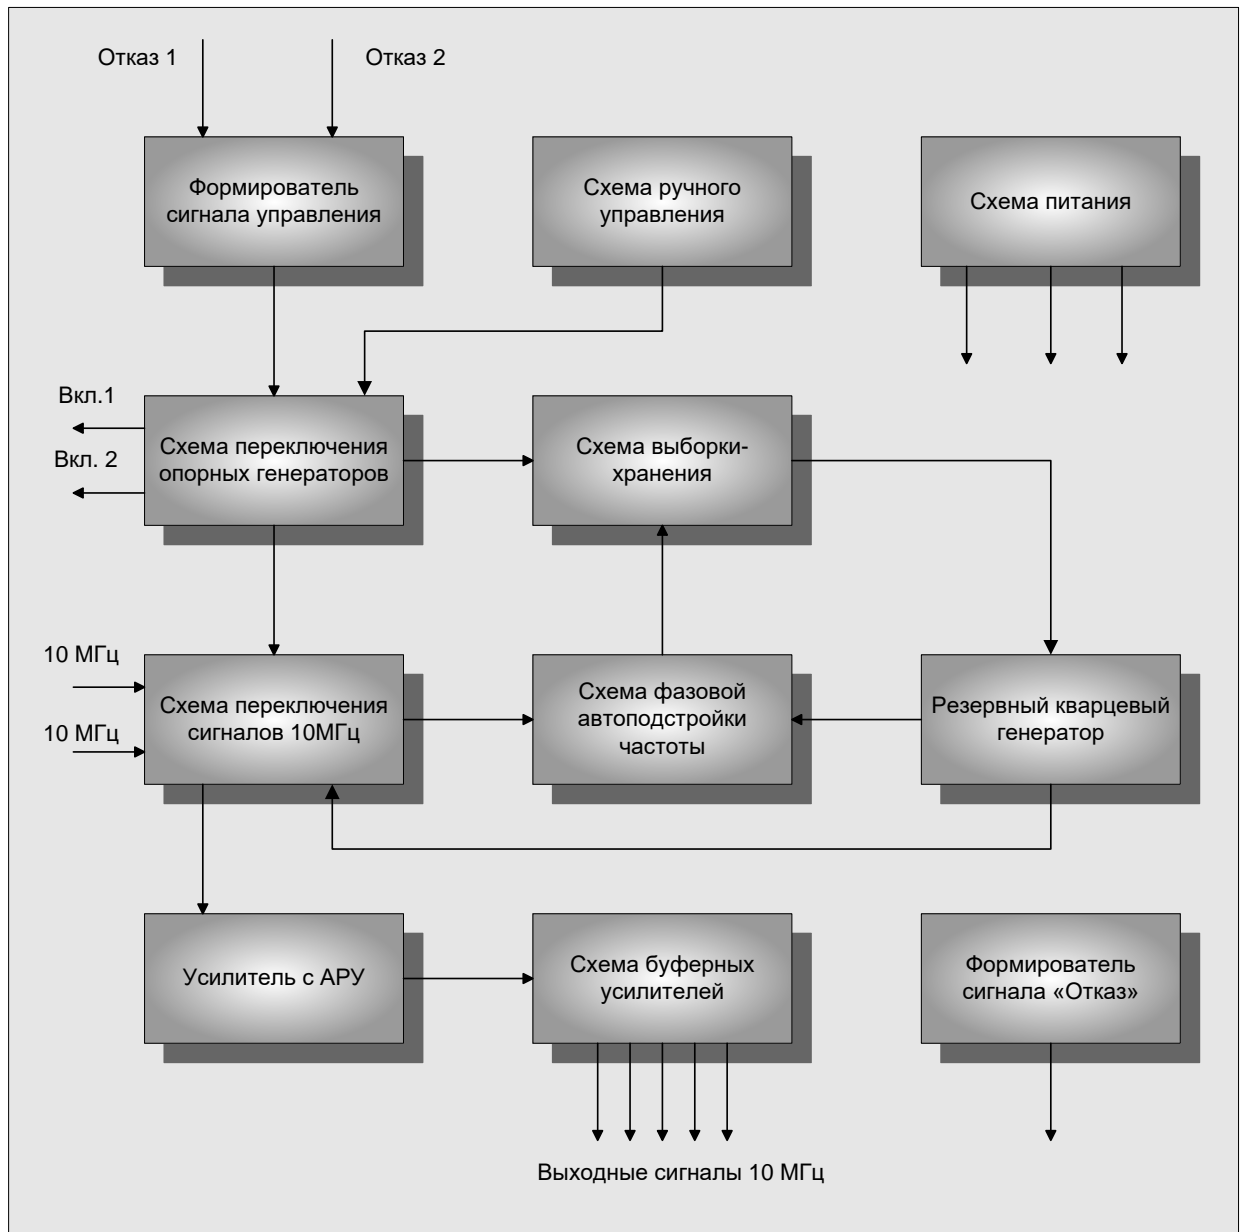 Отказ 1
Отказ 2
Формирователь
сигнала управления
Схема ручного
управления
Схема питания
Вкл.1
Вкл. 2
Схема переключения
опорных генераторов
Схема выборки-
хранения
10 МГц
10 МГц
Схема переключения
сигналов 10МГц
Схема фазовой
автоподстройки
частоты
Резервный кварцевый
генератор
Усилитель с АРУ
Схема буферных
усилителей
Формирователь
сигнала «Отказ»
Выходные сигналы 10 МГц